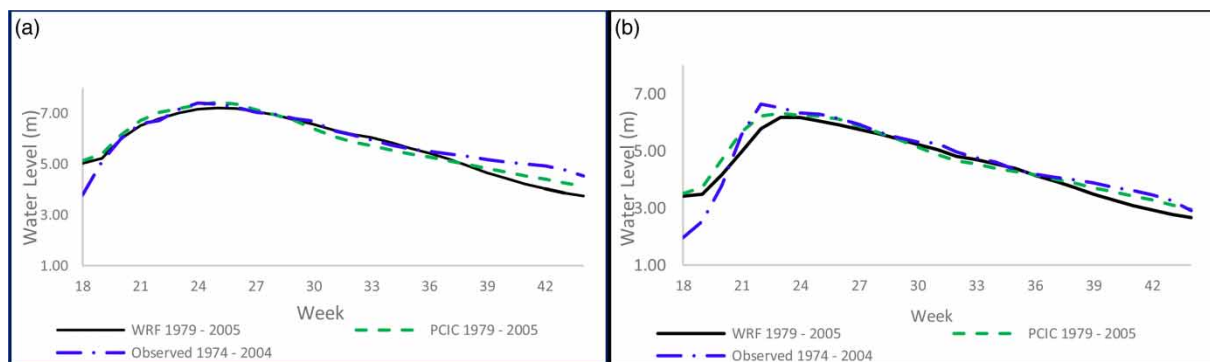 (a)
Water Level (m)
7.00
5.00
3.00
1.00
18 21 24 27 30 33 36 39 42
Week
WRF 1979 - 2005 PCIC 1979 - 2005
Observed 1974 - 2004
(b)
Water Level (m)
7.00
5.00
3.00
1.00
18 21 24 27 30 33 36 39 42
Week
WRF 1979 - 2005 PCIC 1979 - 2005
Observed 1974 - 2004